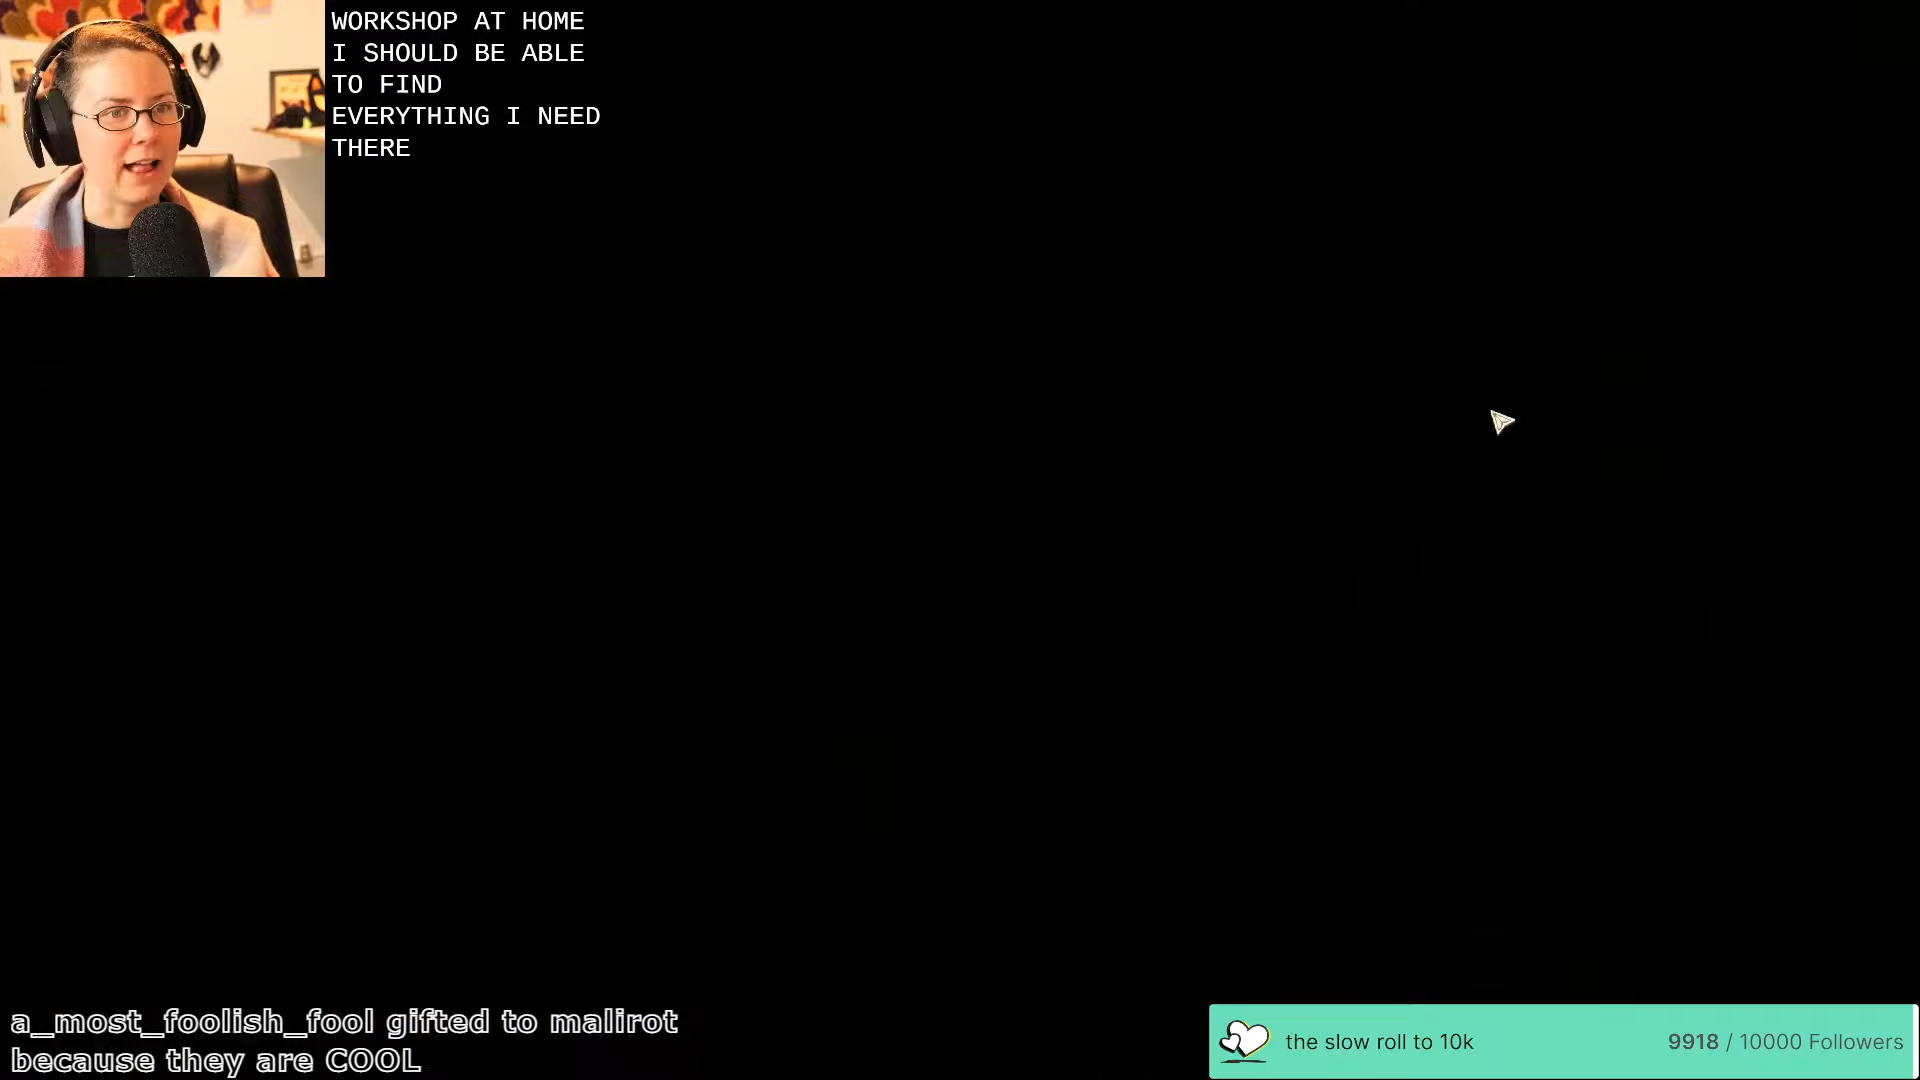 WORKSHOP AT HOME
I SHOULD BE ABLE
TO FIND
EVERYTHING I NEED
THERE
a_most_foolish_fool gifted to malirot
because they are COOL
the slow roll to 10k
9918 / 10000 Followers